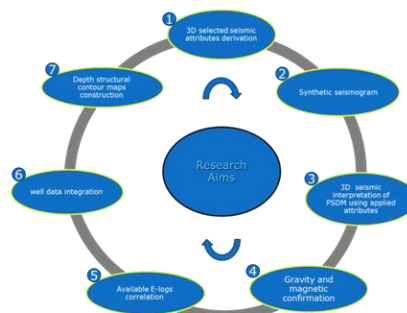 1
3D selected seismic
attributes derivation
2
Synthetic seismogram
3
3D seismic
interpretation of
PSDM using applied
attributes
4
Gravity and
magnetic
confirmation
5
Available E-logs
correlation
6
well data integration
7
Depth structural
contour maps
construction
Research
Aims